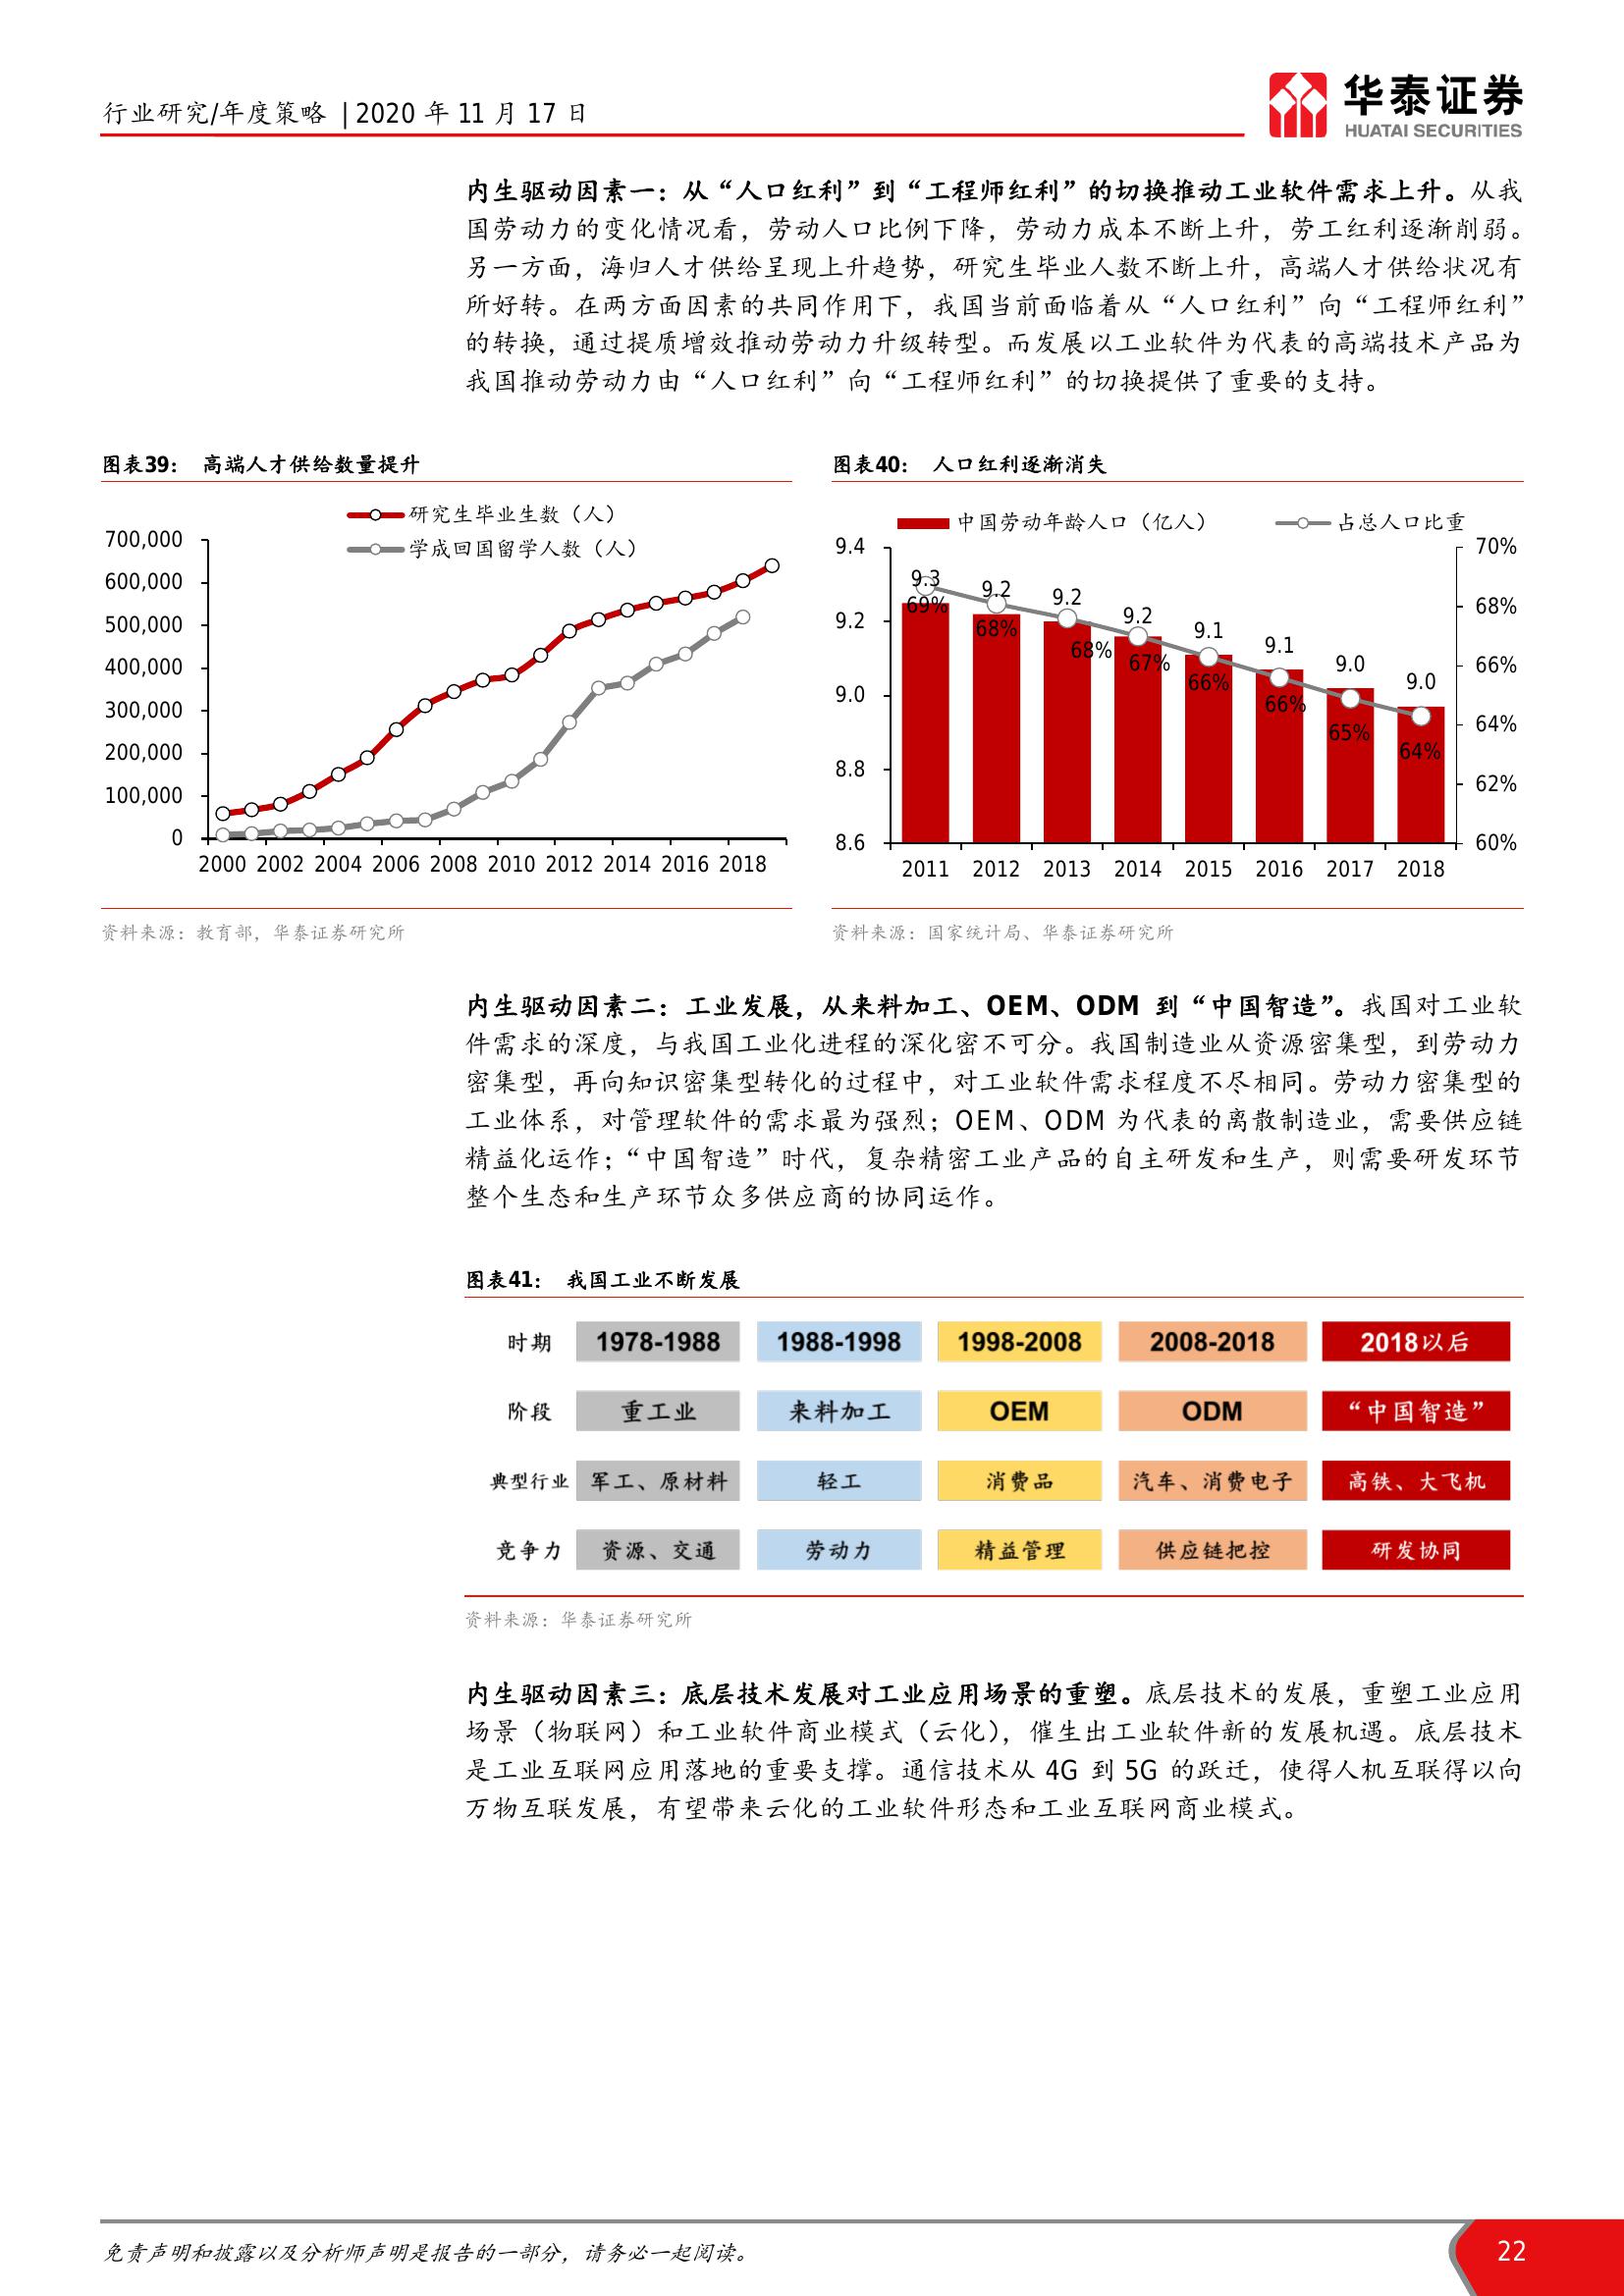 行业研究/年度策略 | 2020 年 11 月 17 日
华泰证券
HUATAI SECURITIES
内生驱动因素一：从“人口红利”到“工程师红利”的切换推动工业软件需求上升。从我
国劳动力的变化情况看，劳动人口比例下降，劳动力成本不断上升，劳工红利逐渐削弱。
另一方面，海归人才供给呈现上升趋势，研究生毕业人数不断上升，高端人才供给状况有
所好转。在两方面因素的共同作用下，我国当前面临着从“人口红利”向“工程师红利”
的转换，通过提质增效推动劳动力升级转型。而发展以工业软件为代表的高端技术产品为
我国推动劳动力由“人口红利”向“工程师红利”的切换提供了重要的支持。
图表39： 高端人才供给数量提升
研究生毕业生数（人）
学成回国留学人数（人）
700,000
600,000
500,000
400,000
300,000
200,000
100,000
0
2000 2002 2004 2006 2008 2010 2012 2014 2016 2018
资料来源：教育部，华泰证券研究所
图表40： 人口红利逐渐消失
中国劳动年龄人口（亿人） 占总人口比重
9.4
9.2
9.0
8.8
8.6
9.3 9.2 9.2 9.2 9.1 9.1 9.0 9.0
69% 68% 68% 67% 66% 66% 65% 64%
70%
68%
66%
64%
62%
60%
2011 2012 2013 2014 2015 2016 2017 2018
资料来源：国家统计局、华泰证券研究所
内生驱动因素二：工业发展，从来料加工、OEM、ODM 到“中国智造”。我国对工业软
件需求的深度，与我国工业化进程的深化密不可分。我国制造业从资源密集型，到劳动力
密集型，再向知识密集型转化的过程中，对工业软件需求程度不尽相同。劳动力密集型的
工业体系，对管理软件的需求最为强烈；OEM、ODM 为代表的离散制造业，需要供应链
精益化运作；“中国智造”时代，复杂精密工业产品的自主研发和生产，则需要研发环节
整个生态和生产环节众多供应商的协同运作。
图表41： 我国工业不断发展
时期 1978-1988 1988-1998 1998-2008 2008-2018 2018以后
阶段 重工业 来料加工 OEM ODM “中国智造”
典型行业 军工、原材料 轻工 消费品 汽车、消费电子 高铁、大飞机
竞争力 资源、交通 劳动力 精益管理 供应链把控 研发协同
资料来源：华泰证券研究所
内生驱动因素三：底层技术发展对工业应用场景的重塑。底层技术的发展，重塑工业应用
场景（物联网）和工业软件商业模式（云化），催生出工业软件新的发展机遇。底层技术
是工业互联网应用落地的重要支撑。通信技术从 4G 到 5G 的跃迁，使得人机互联得以向
万物互联发展，有望带来云化的工业软件形态和工业互联网商业模式。
免责声明和披露以及分析师声明是报告的一部分，请务必一起阅读。
22